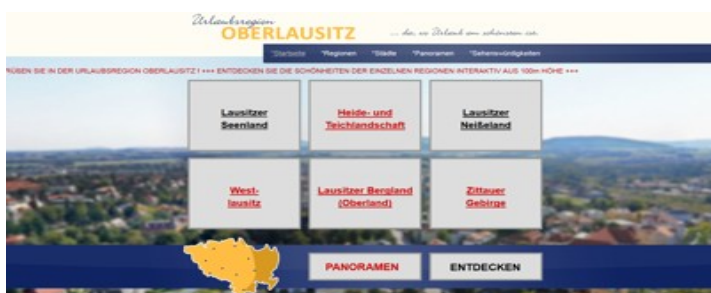 Urlaubsregion
OBERLAUSITZ
... da, wo Urlaub am schönsten ist.
*Startseite *Regionen *Städte *Panoramen *Sehenswürdigkeiten
RÜßEN SIE IN DER URLAUBSREGION OBERLAUSITZ ! +++ ENTDECKEN SIE DIE SCHÖNHEITEN DER EINZELNEN REGIONEN INTERAKTIV AUS 100m HÖHE +++
Lausitzer
Seenland
Heide- und
Teichlandschaft
Lausitzer
Neißeland
West-
lausitz
Lausitzer Bergland
(Oberland)
Zittauer
Gebirge
PANORAMEN
ENTDECKEN